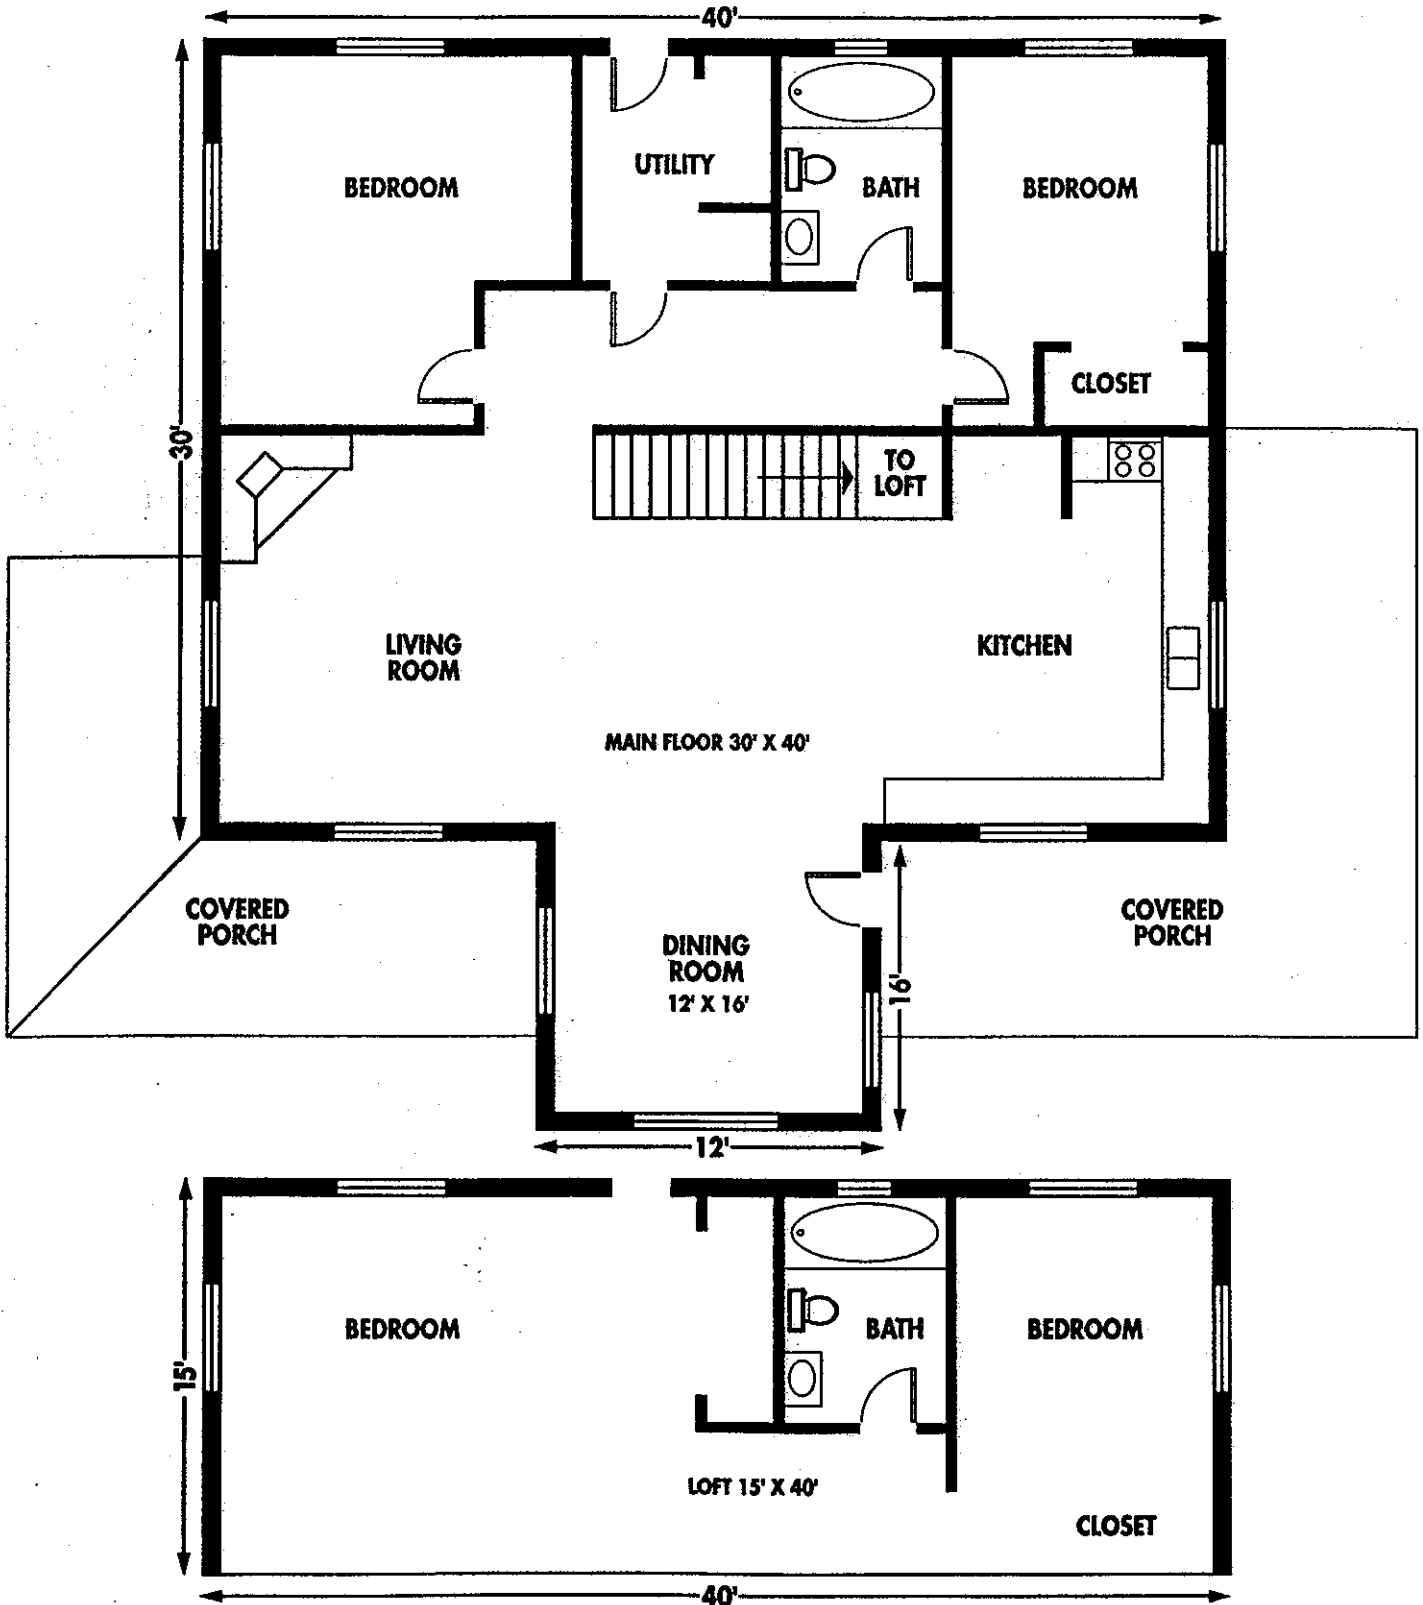 40'
BEDROOM
UTILITY
BATH
BEDROOM
CLOSET
30'
TO
LOFT
LIVING
ROOM
KITCHEN
MAIN FLOOR 30' X 40'
COVERED
PORCH
COVERED
PORCH
DINING
ROOM
12' X 16'
16'
12'
BEDROOM
BATH
BEDROOM
15'
LOFT 15' X 40'
CLOSET
40'